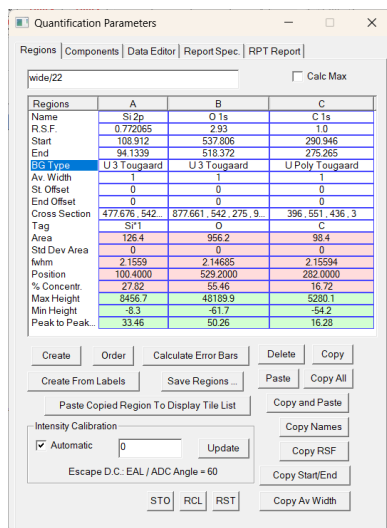 Quantification Parameters
Regions Components Data Editor Report Spec. RPT Report
wide/22 Calc Max
Regions A B C
Name Si 2p O 1s C 1s
R.S.F. 0.772065 2.93 1.0
Start 108.912 537.806 290.946
End 94.1339 518.372 275.265
BG Type U 3 Tougaard U 3 Tougaard U Poly Tougaard
Av. Width 1 1 1
St. Offset 0 0 0
End Offset 0 0 0
Cross Section 477.676 , 542... 877.661 , 542 , 275 , 9... 396 , 551 , 436 , 3
Tag Si*1 O C
Area 126.4 956.2 98.4
Std Dev Area 0 0 0
fwhm 2.1559 2.14685 2.15594
Position 100.4000 529.2000 282.0000
% Concentr. 27.82 55.46 16.72
Max Height 8456.7 48189.9 5280.1
Min Height -8.3 -61.7 -54.2
Peak to Peak... 33.46 50.26 16.28
Create Order Calculate Error Bars Delete Copy
Create From Labels Save Regions ... Paste Copy All
Paste Copied Region To Display Tile List Copy and Paste
Intensity Calibration Copy Names
Automatic 0 Update Copy RSF
Escape D.C.: EAL / ADC Angle = 60 Copy Start/End
STO RCL RST Copy Av Width